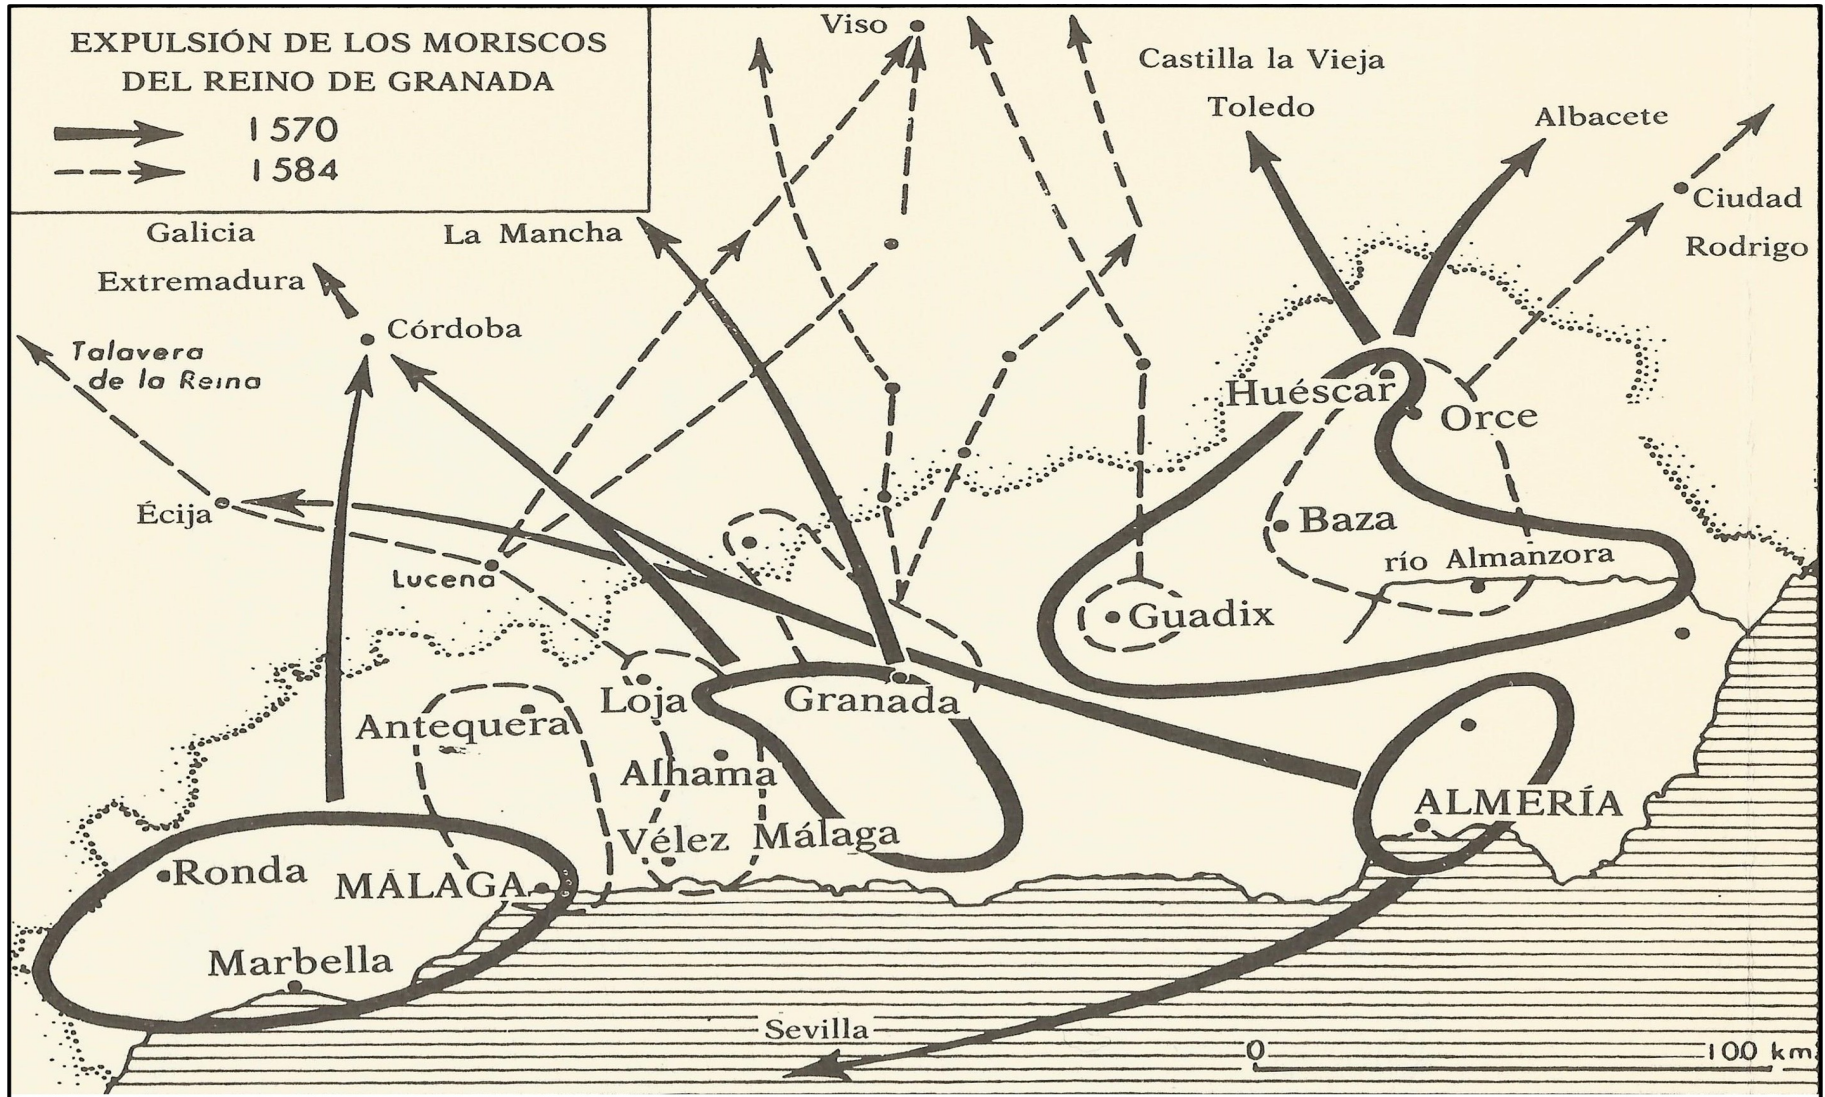 EXPULSIÓN DE LOS MORISCOS
DEL REINO DE GRANADA
1570
1584
Viso
Castilla la Vieja
Toledo
Albacete
Ciudad
Rodrigo
Galicia
La Mancha
Extremadura
Córdoba
Talavera
de la Reina
Huéscar
Orce
Écija
Baza
río Almanzora
Lucena
Guadix
Loja
Granada
Antequera
Alhama
ALMERÍA
Vélez Málaga
Ronda
MÁLAGA
Marbella
Sevilla
0
100 km.